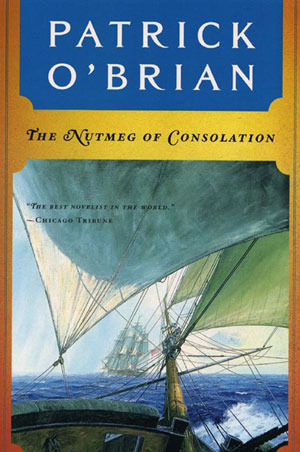 PATRICK
O'BRIAN
THE NUTMEG OF CONSOLATION
"THE BEST NOVELIST IN THE WORLD."
—CHICAGO TRIBUNE